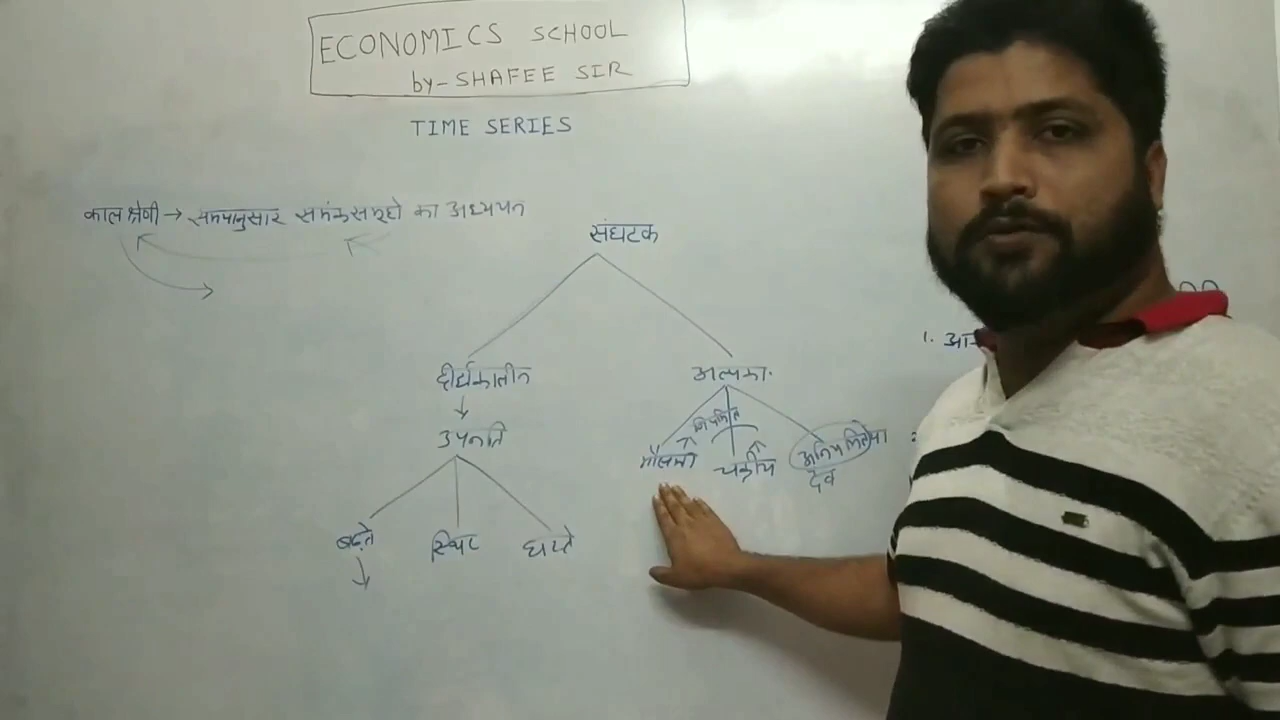 ECONOMICS SCHOOL
by-SHAFEE SIR
TIME SERIES
काल श्रेणी → समयानुसार समंकसमूहो का अध्ययन
संघटक
1. आ
दीर्घकालीन
अल्पका.
नियमित
उपनति
मौसमी चक्रीय अनियमित
दैव
बढ़ते स्थिर घटते